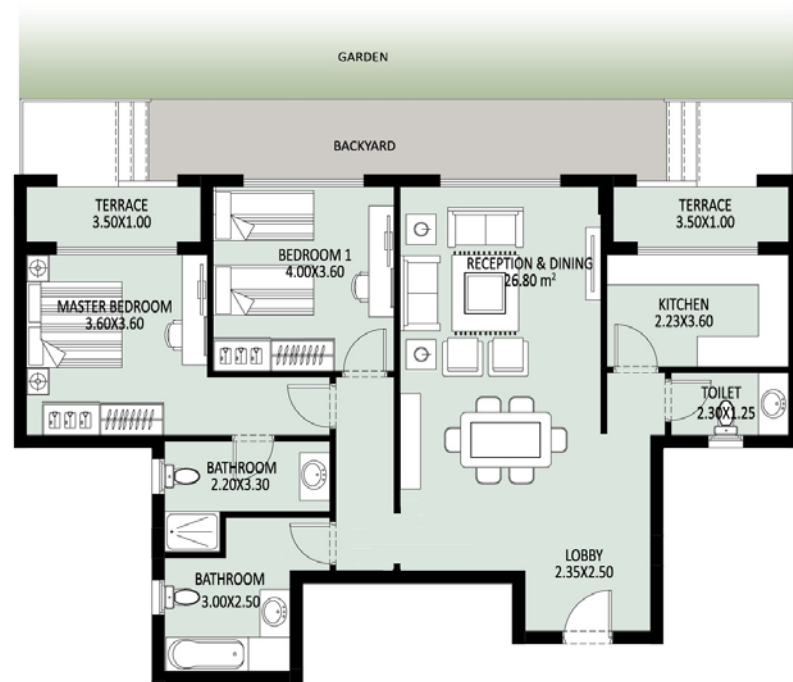 GARDEN
BACKYARD
TERRACE
3.50X1.00
BEDROOM 1
4.00X3.60
RECEPTION & DINING
26.80 m²
TERRACE
3.50X1.00
MASTER BEDROOM
3.60X3.60
KITCHEN
2.23X3.60
TOILET
2.30X1.25
BATHROOM
2.20X3.30
LOBBY
2.35X2.50
BATHROOM
3.00X2.50